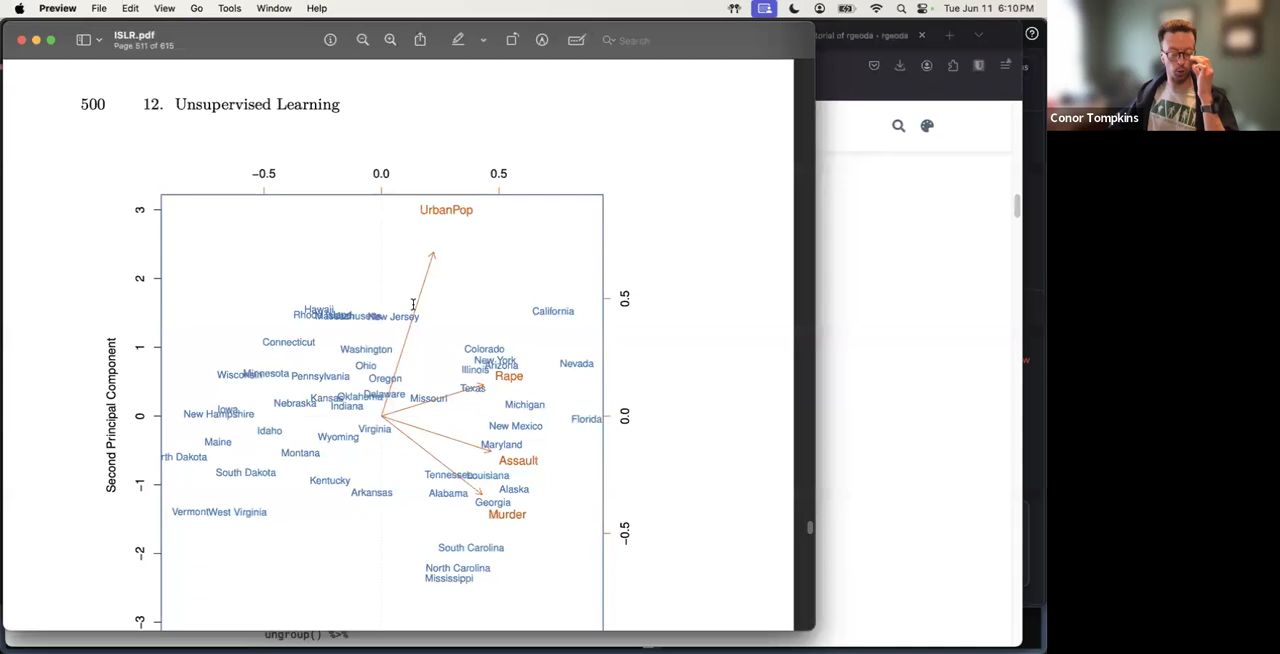 Preview File Edit View Go Tools Window Help Tue Jun 11 6:10 PM
ISLR.pdf
Page 511 of 615
Search
torial of rgeoda • rgeoda
Conor Tompkins
500 12. Unsupervised Learning
−0.5 0.0 0.5
UrbanPop
3
2
1
0
−1
−2
−3
Second Principal Component
0.5
0.0
−0.5
Hawaii
Massachusetts New Jersey
California
Connecticut
Washington
Colorado
New York
Ohio
Arizona
Illinois
Nevada
Wisconsin Minnesota Pennsylvania
Oregon
Rape
Texas
Oklahoma Delaware
Kansas
Missouri
Nebraska
Indiana
Michigan
Iowa
New Hampshire
Florida
Idaho
Virginia
New Mexico
Wyoming
Maine
Maryland
Montana
rth Dakota
Assault
South Dakota
Tennessee Louisiana
Kentucky
Arkansas
Alabama
Alaska
Georgia
Vermont West Virginia
Murder
South Carolina
North Carolina
Mississippi
ungroup() %>%